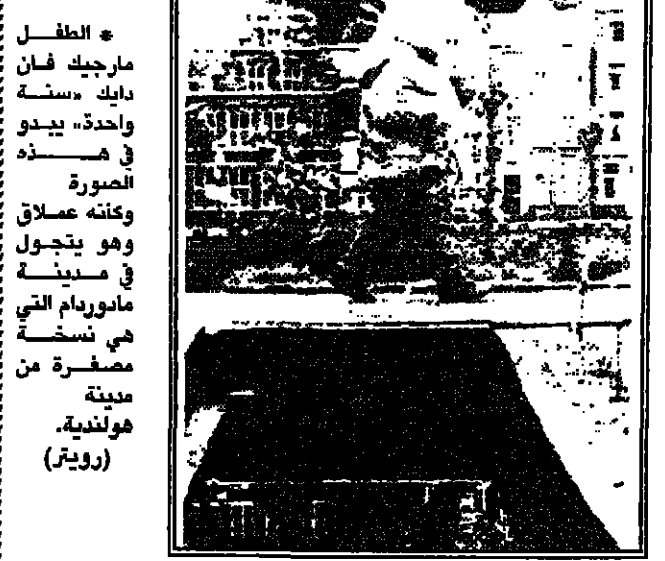 * الطفل
مارجيك فان
دايك «سنة
واحدة» يبدو
في هذه
الصورة
وكأنه عملاق
وهو يتجول
في مدينة
مادوردام التي
هي نسخة
مصغرة من
مدينة
هولندية.
(رويتر)